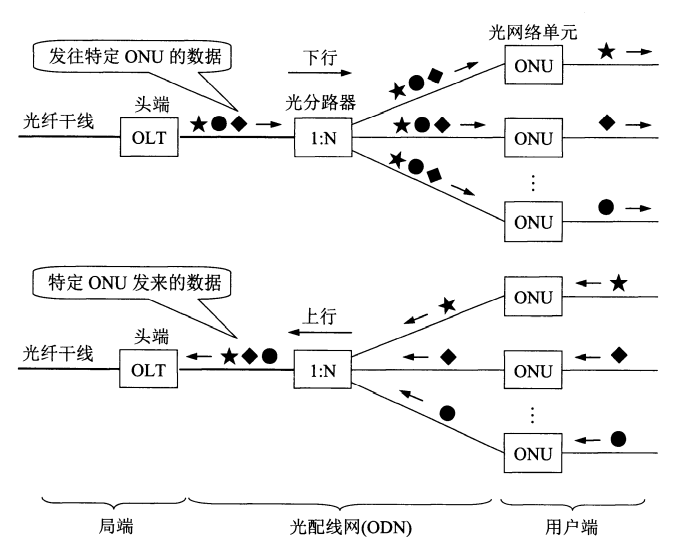 光网络单元
发往特定 ONU 的数据
下行
ONU
头端
光分路器
光纤干线
OLT
1:N
ONU
ONU
特定 ONU 发来的数据
上行
ONU
头端
光纤干线
OLT
1:N
ONU
ONU
局端
光配线网(ODN)
用户端